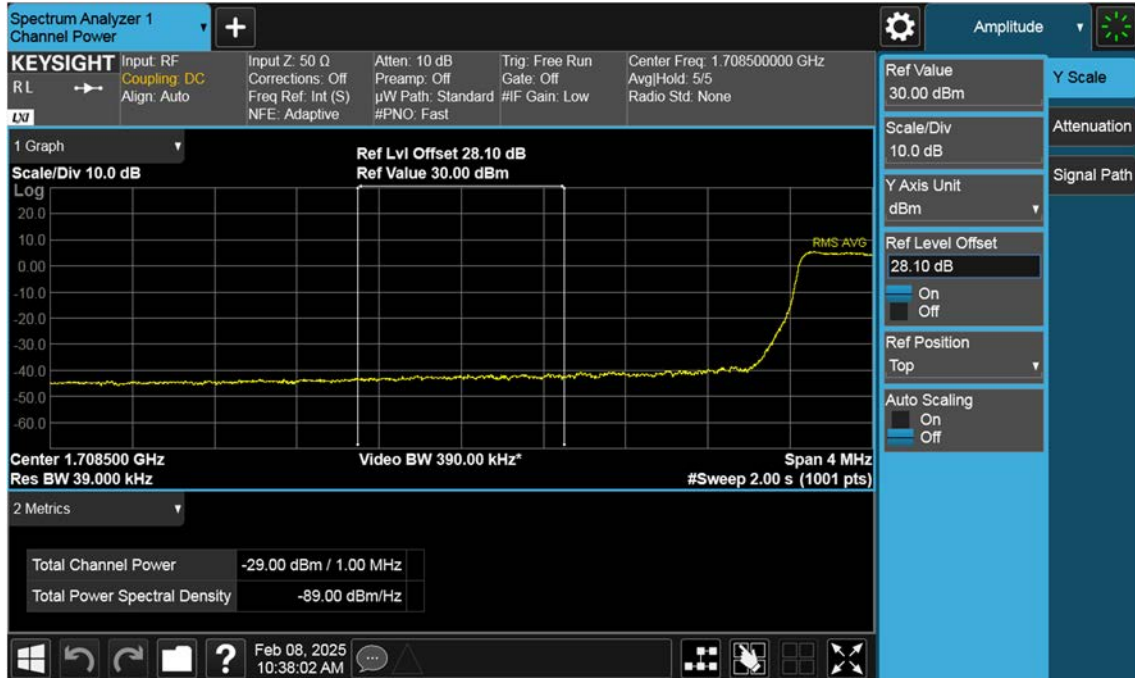 Spectrum Analyzer 1
Channel Power
+
Amplitude
KEYSIGHT
R L
LXI
Input: RF
Coupling: DC
Align: Auto
Input Z: 50 Ω
Corrections: Off
Freq Ref: Int (S)
NFE: Adaptive
Atten: 10 dB
Preamp: Off
µW Path: Standard
#PNO: Fast
Trig: Free Run
Gate: Off
#IF Gain: Low
Center Freq: 1.708500000 GHz
Avg|Hold: 5/5
Radio Std: None
1 Graph
Scale/Div 10.0 dB
Ref Lvl Offset 28.10 dB
Ref Value 30.00 dBm
Log
20.0
10.0
0.00
-10.0
-20.0
-30.0
-40.0
-50.0
-60.0
RMS AVG
Center 1.708500 GHz
Res BW 39.000 kHz
Video BW 390.00 kHz*
Span 4 MHz
#Sweep 2.00 s (1001 pts)
2 Metrics
Total Channel Power -29.00 dBm / 1.00 MHz
Total Power Spectral Density -89.00 dBm/Hz
Ref Value
30.00 dBm
Scale/Div
10.0 dB
Y Axis Unit
dBm
Ref Level Offset
28.10 dB
On
Off
Ref Position
Top
Auto Scaling
On
Off
Y Scale
Attenuation
Signal Path
?
Feb 08, 2025
10:38:02 AM